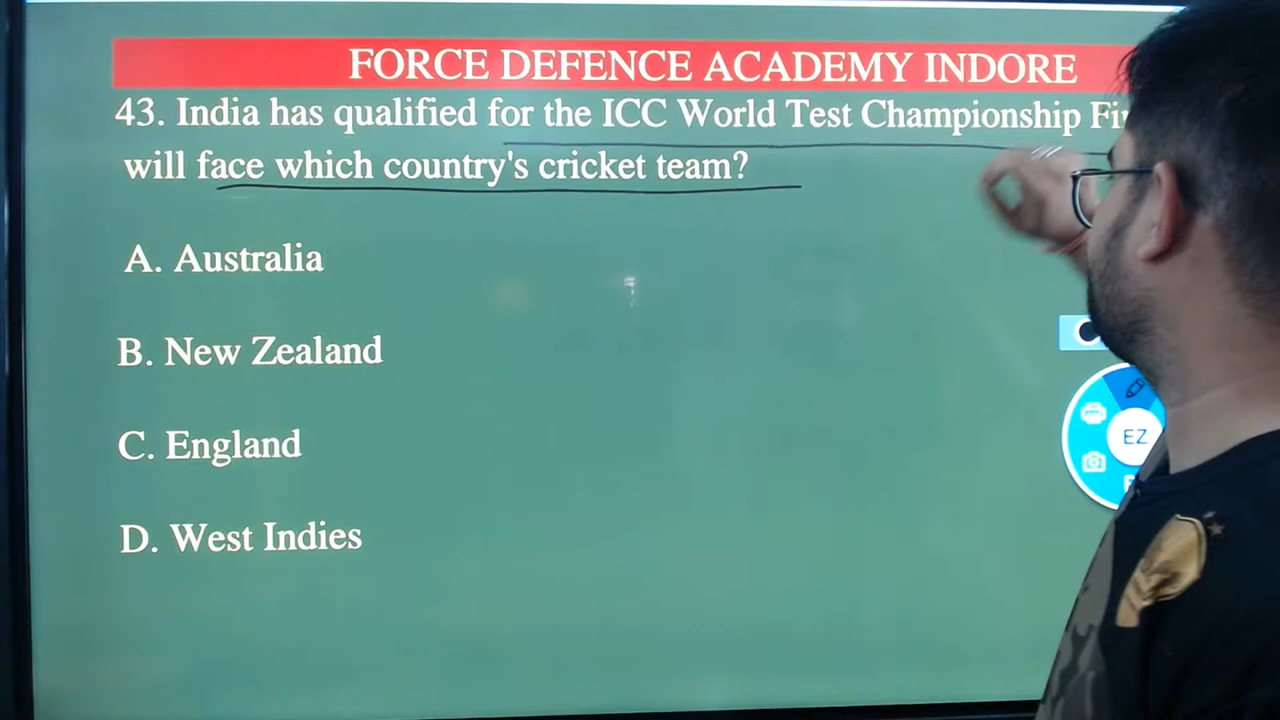 FORCE DEFENCE ACADEMY INDORE
43. India has qualified for the ICC World Test Championship
will face which country's cricket team?
A. Australia
B. New Zealand
C. England
D. West Indies
EZ